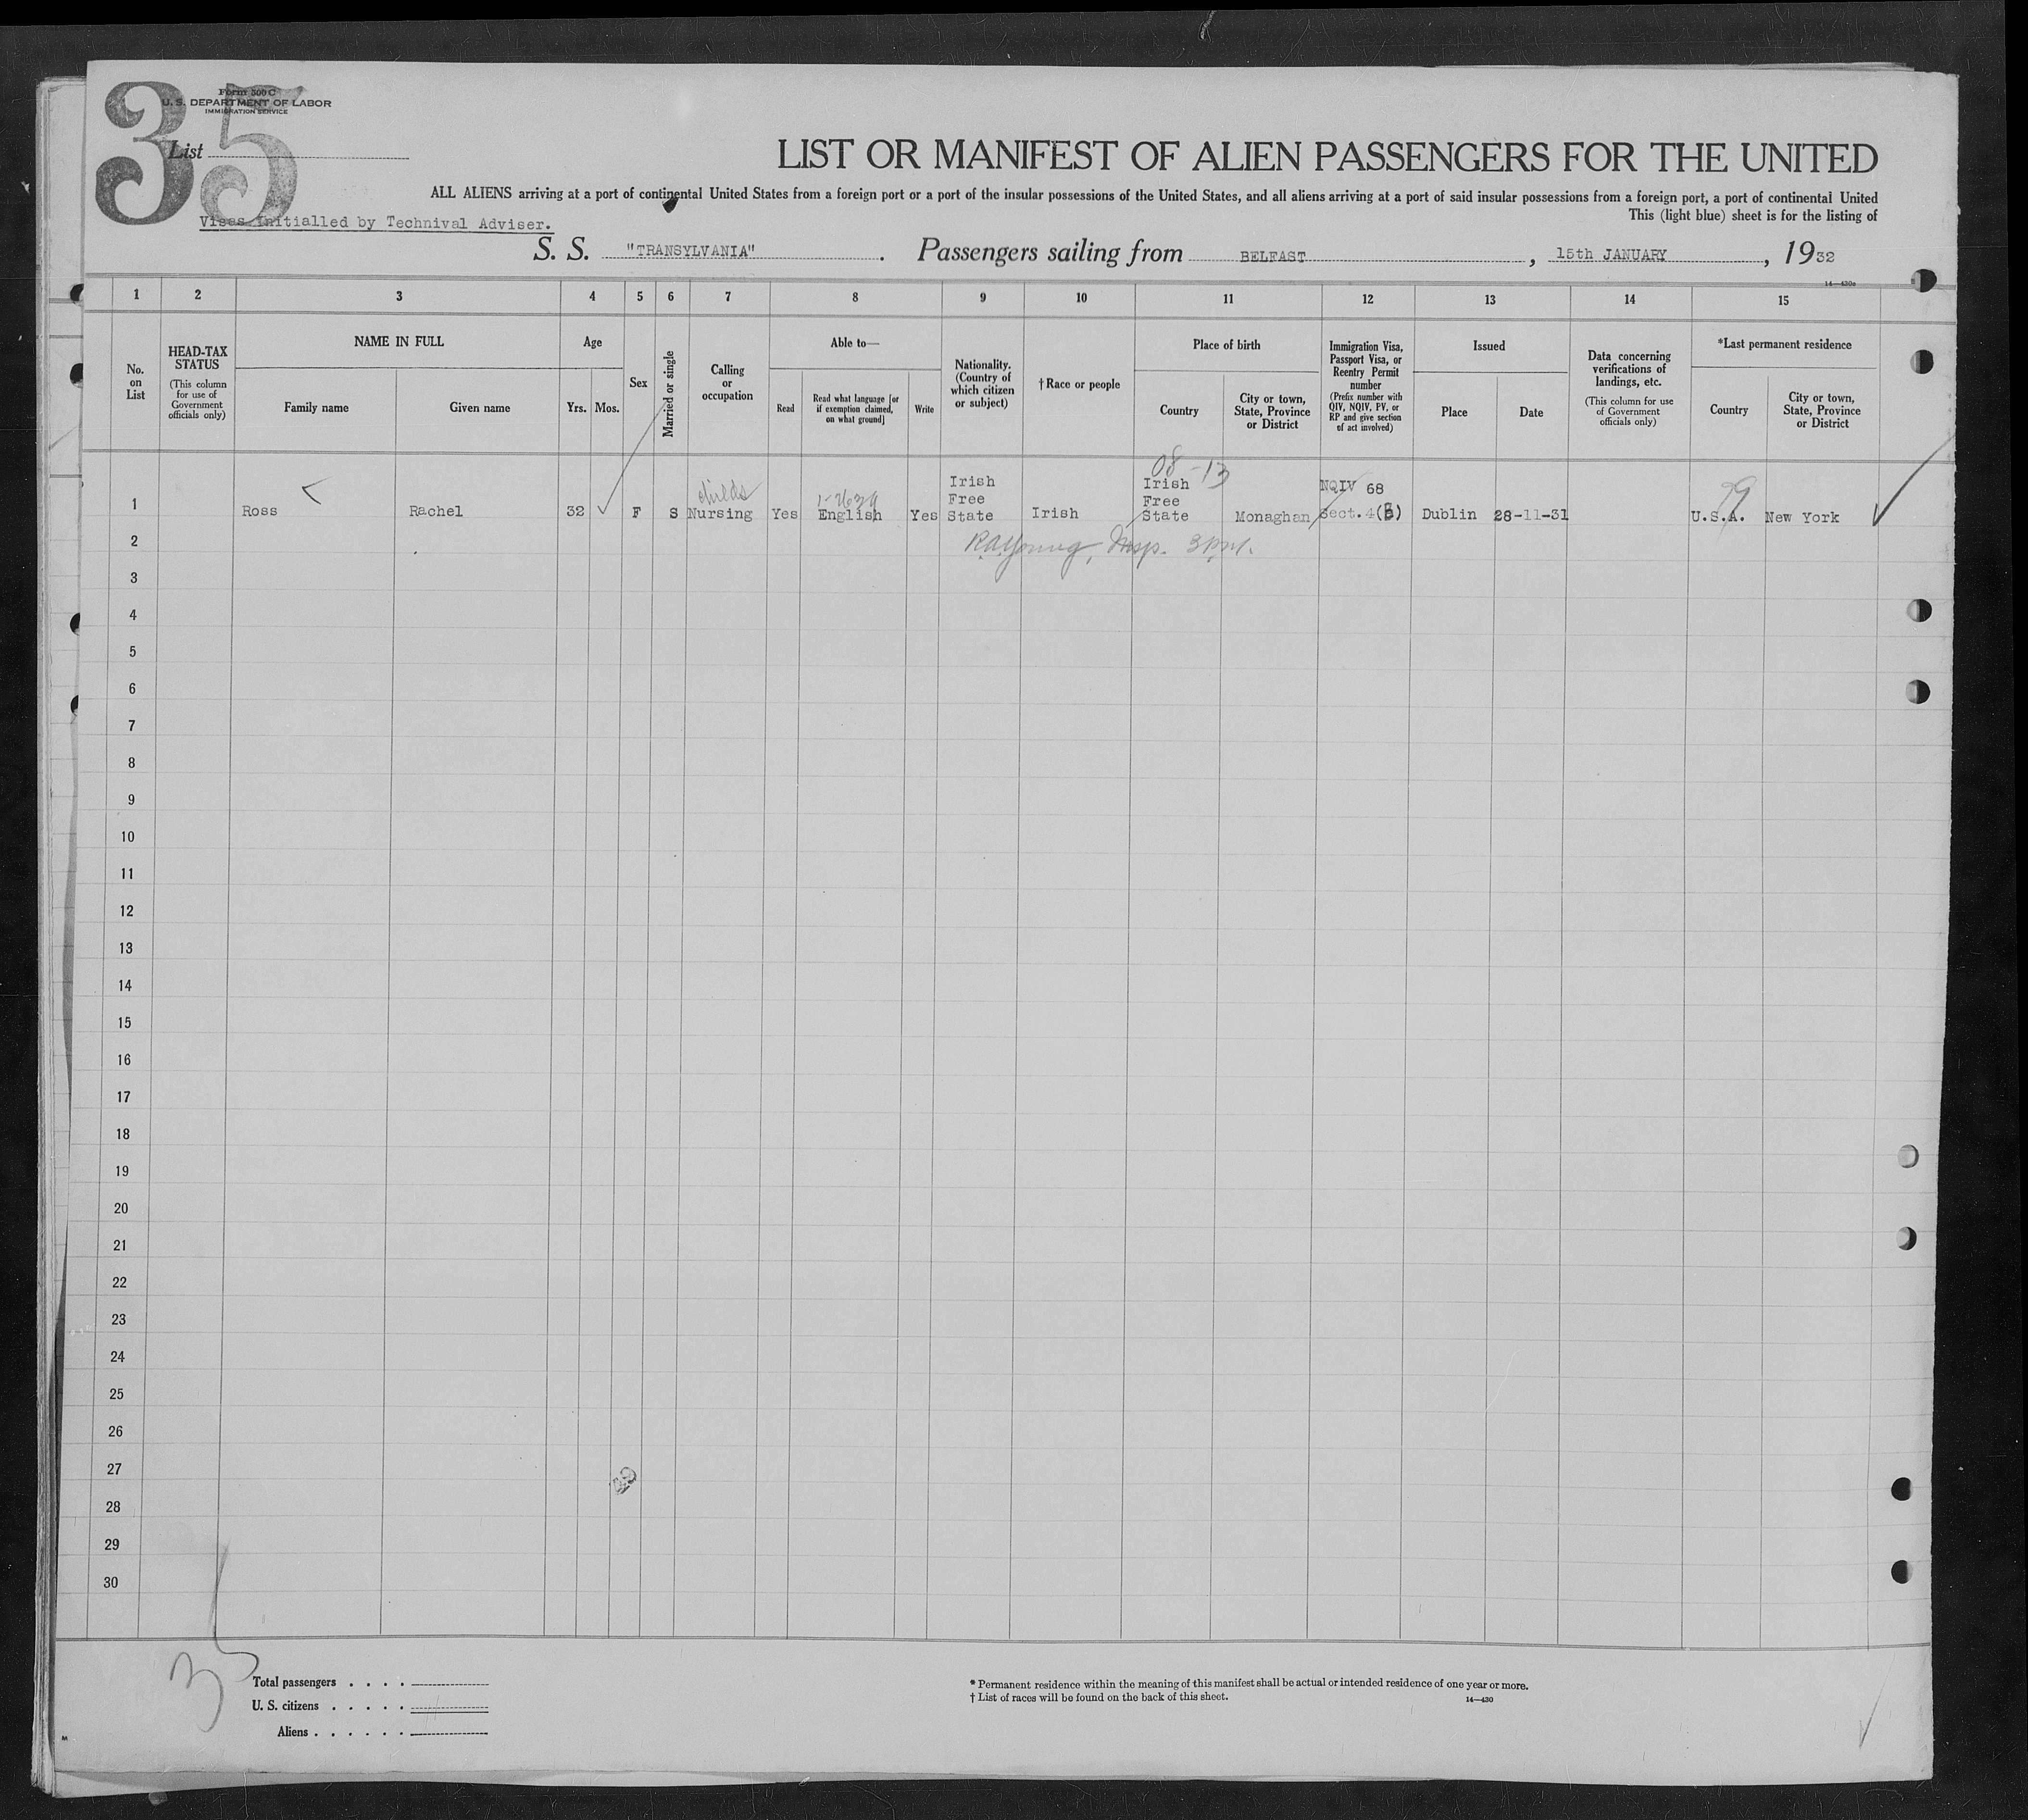 35
Form 500 C
U. S. DEPARTMENT OF LABOR
IMMIGRATION SERVICE
List
LIST OR MANIFEST OF ALIEN PASSENGERS FOR THE UNITED
ALL ALIENS arriving at a port of continental United States from a foreign port or a port of the insular possessions of the United States, and all aliens arriving at a port of said insular possessions from a foreign port, a port of continental United
This (light blue) sheet is for the listing of
Visas Initialled by Technival Adviser.
S. S. "TRANSYLVANIA". Passengers sailing from BELFAST, 15th JANUARY, 1932
14—430a
1 2 3 4 5 6 7 8 9 10 11 12 13 14 15
No. on List
HEAD-TAX STATUS (This column for use of Government officials only)
NAME IN FULL
Family name
Given name
Age
Yrs. Mos.
Sex
Married or single
Calling or occupation
Able to—
Read
Read what language [or if exemption claimed, on what ground]
Write
Nationality. (Country of which citizen or subject)
†Race or people
Place of birth
Country
City or town, State, Province or District
Immigration Visa, Passport Visa, or Reentry Permit number (Prefix number with QIV, NQIV, PV, or RP and give section of act involved)
Issued
Place
Date
Data concerning verifications of landings, etc. (This column for use of Government officials only)
*Last permanent residence
Country
City or town, State, Province or District
08-13
childs
1 Ross Rachel 32 F S Nursing Yes English Yes Irish Free State Irish Irish Free State Monaghan NQIV 68 Sect.4(B) Dublin 28-11-31 U.S.A. New York
79
2
RA Young, Insp.
3
4
5
6
7
8
9
10
11
12
13
14
15
16
17
18
19
20
21
22
23
24
25
26
27
28
29
30
35
Total passengers . . . .
U. S. citizens . . . . .
Aliens . . . . . .
* Permanent residence within the meaning of this manifest shall be actual or intended residence of one year or more.
† List of races will be found on the back of this sheet.
14—430